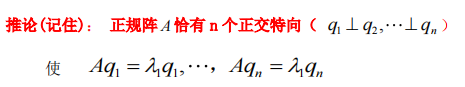 推论(记住)： 正规阵 A 恰有 n 个正交特向（ q₁⊥q₂,⋯⊥qₙ ）
使 Aq₁ = λ₁q₁,⋯，Aqₙ = λ₁qₙ